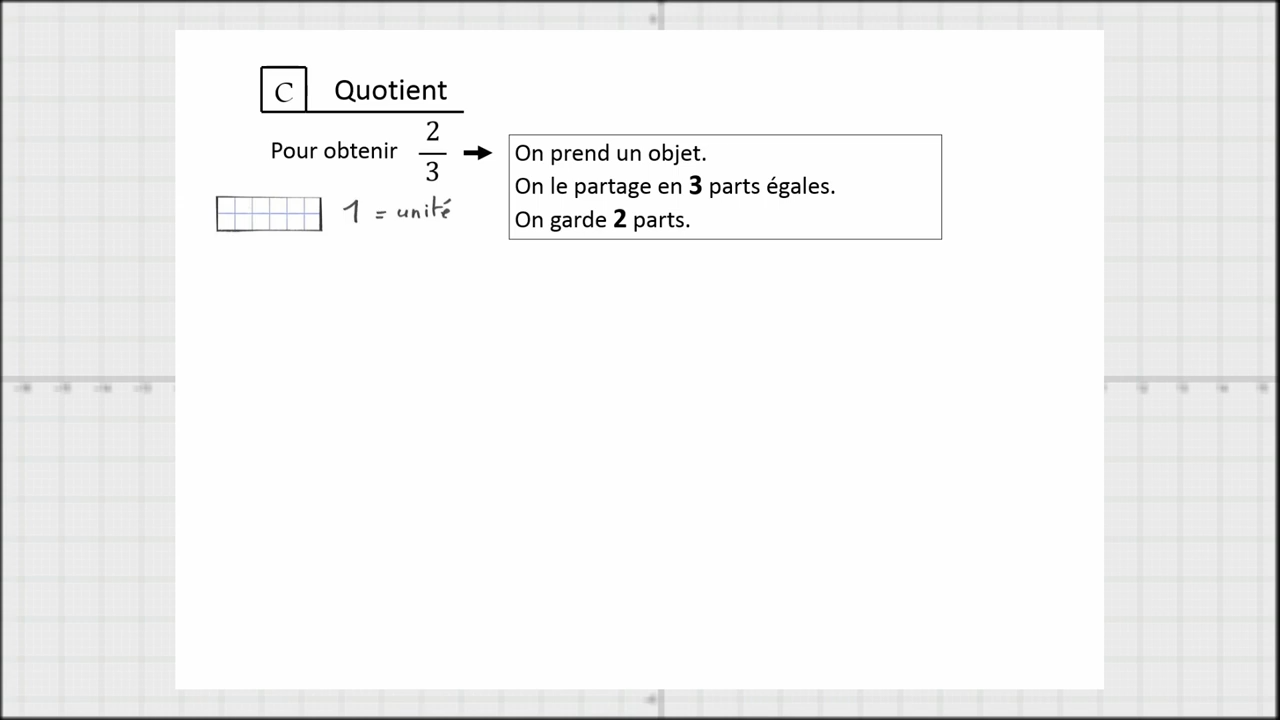 C Quotient
Pour obtenir 2/3 → On prend un objet.
On le partage en 3 parts égales.
On garde 2 parts.
1 = unité